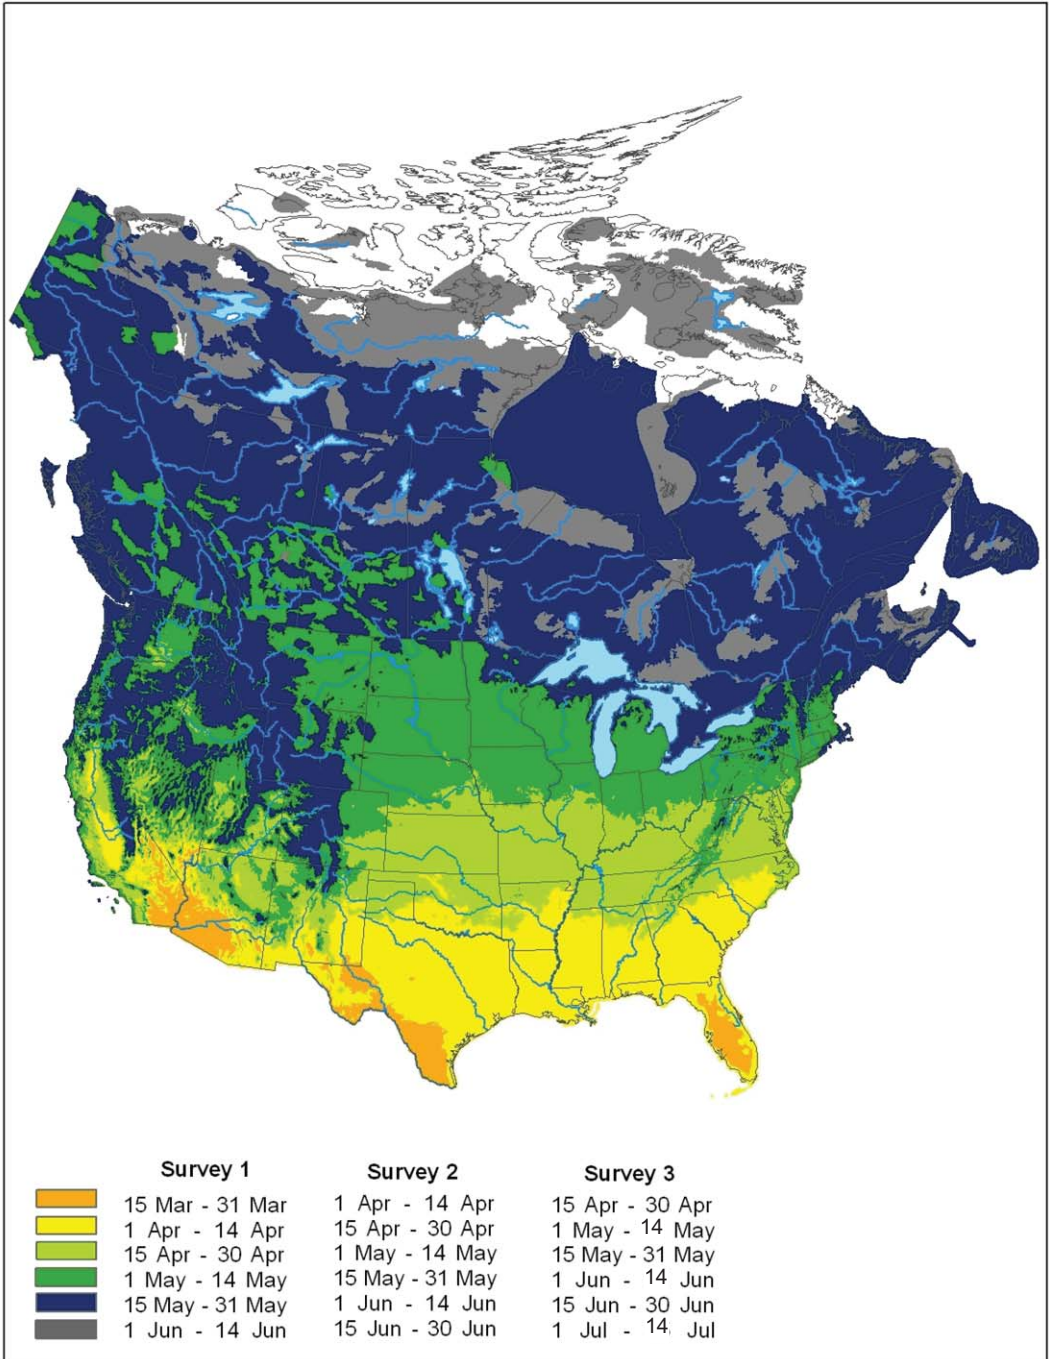 Survey 1 Survey 2 Survey 3
15 Mar - 31 Mar 1 Apr - 14 Apr 15 Apr - 30 Apr
1 Apr - 14 Apr 15 Apr - 30 Apr 1 May - 14 May
15 Apr - 30 Apr 1 May - 14 May 15 May - 31 May
1 May - 14 May 15 May - 31 May 1 Jun - 14 Jun
15 May - 31 May 1 Jun - 14 Jun 15 Jun - 30 Jun
1 Jun - 14 Jun 15 Jun - 30 Jun 1 Jul - 14 Jul